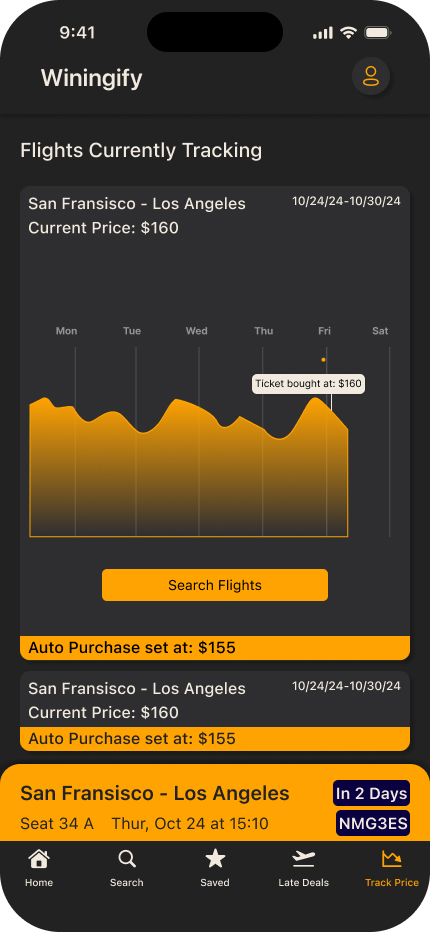 9:41
Winingify
Flights Currently Tracking
San Fransisco - Los Angeles 10/24/24-10/30/24
Current Price: $160
Mon Tue Wed Thu Fri Sat
Ticket bought at: $160
Search Flights
Auto Purchase set at: $155
San Fransisco - Los Angeles 10/24/24-10/30/24
Current Price: $160
Auto Purchase set at: $155
San Fransisco - Los Angeles In 2 Days
Seat 34 A Thur, Oct 24 at 15:10 NMG3ES
Home Search Saved Late Deals Track Price